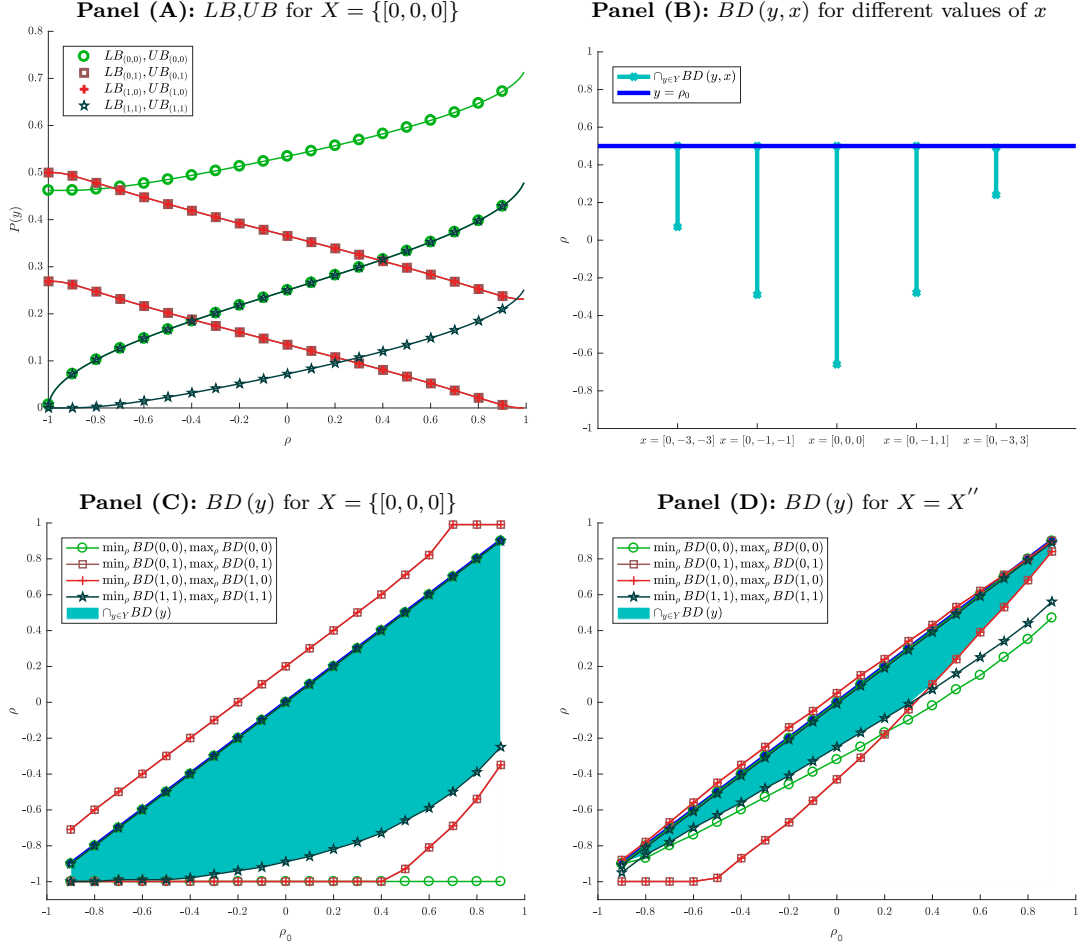 Panel (A): LB,UB for X = {[0, 0, 0]}
0.8
0.7
0.6
0.5
0.4
0.3
0.2
0.1
0
P(y)
LB(0,0), UB(0,0)
LB(0,1), UB(0,1)
LB(1,0), UB(1,0)
LB(1,1), UB(1,1)
-1 -0.8 -0.6 -0.4 -0.2 0 0.2 0.4 0.6 0.8 1
ρ
Panel (B): BD (y, x) for different values of x
1
0.8
0.6
0.4
0.2
0
-0.2
-0.4
-0.6
-0.8
-1
ρ
∩y∈Y BD (y, x)
y = ρ0
x = [0, −3, −3] x = [0, −1, −1] x = [0, 0, 0] x = [0, −1, 1] x = [0, −3, 3]
Panel (C): BD (y) for X = {[0, 0, 0]}
1
0.8
0.6
0.4
0.2
0
-0.2
-0.4
-0.6
-0.8
-1
ρ
minρ BD(0, 0), maxρ BD(0, 0)
minρ BD(0, 1), maxρ BD(0, 1)
minρ BD(1, 0), maxρ BD(1, 0)
minρ BD(1, 1), maxρ BD(1, 1)
∩y∈Y BD (y)
-1 -0.8 -0.6 -0.4 -0.2 0 0.2 0.4 0.6 0.8 1
ρ0
Panel (D): BD (y) for X = X′′
1
0.8
0.6
0.4
0.2
0
-0.2
-0.4
-0.6
-0.8
-1
ρ
minρ BD(0, 0), maxρ BD(0, 0)
minρ BD(0, 1), maxρ BD(0, 1)
minρ BD(1, 0), maxρ BD(1, 0)
minρ BD(1, 1), maxρ BD(1, 1)
∩y∈Y BD (y)
-1 -0.8 -0.6 -0.4 -0.2 0 0.2 0.4 0.6 0.8 1
ρ0